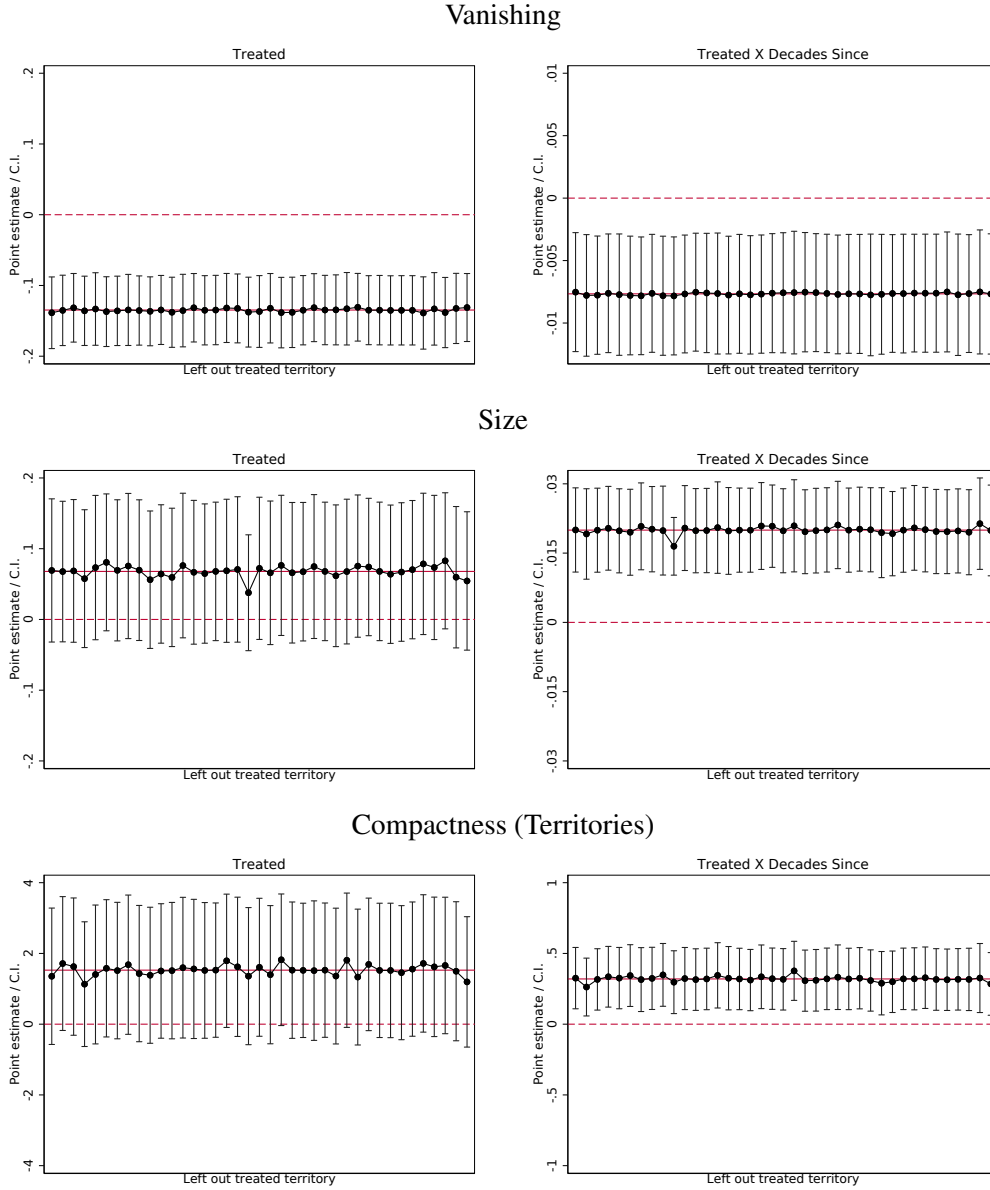 Vanishing
Treated
Point estimate / C.I.
.2
.1
0
-.1
-.2
Left out treated territory
Treated X Decades Since
Point estimate / C.I.
.01
.005
0
-.005
-.01
Left out treated territory
Size
Treated
Point estimate / C.I.
.2
.1
0
-.1
-.2
Left out treated territory
Treated X Decades Since
Point estimate / C.I.
.03
.015
0
-.015
-.03
Left out treated territory
Compactness (Territories)
Treated
Point estimate / C.I.
4
2
0
-2
-4
Left out treated territory
Treated X Decades Since
Point estimate / C.I.
1
.5
0
-.5
-1
Left out treated territory